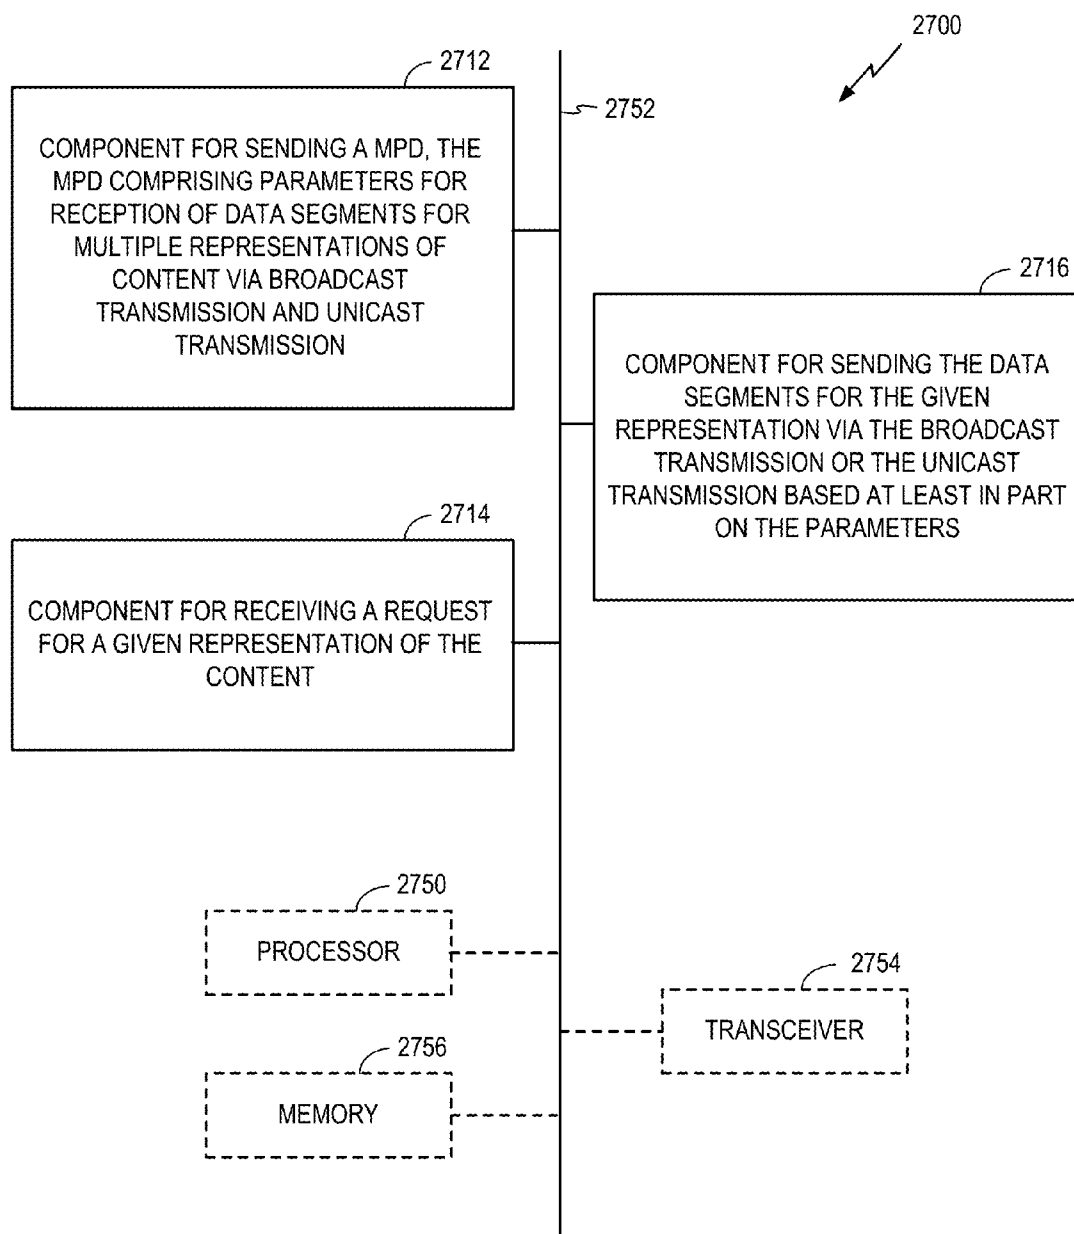 2700
2712
2752
COMPONENT FOR SENDING A MPD, THE
MPD COMPRISING PARAMETERS FOR
RECEPTION OF DATA SEGMENTS FOR
MULTIPLE REPRESENTATIONS OF
CONTENT VIA BROADCAST
TRANSMISSION AND UNICAST
TRANSMISSION
2716
COMPONENT FOR SENDING THE DATA
SEGMENTS FOR THE GIVEN
REPRESENTATION VIA THE BROADCAST
TRANSMISSION OR THE UNICAST
TRANSMISSION BASED AT LEAST IN PART
ON THE PARAMETERS
2714
COMPONENT FOR RECEIVING A REQUEST
FOR A GIVEN REPRESENTATION OF THE
CONTENT
2750
PROCESSOR
2754
TRANSCEIVER
2756
MEMORY